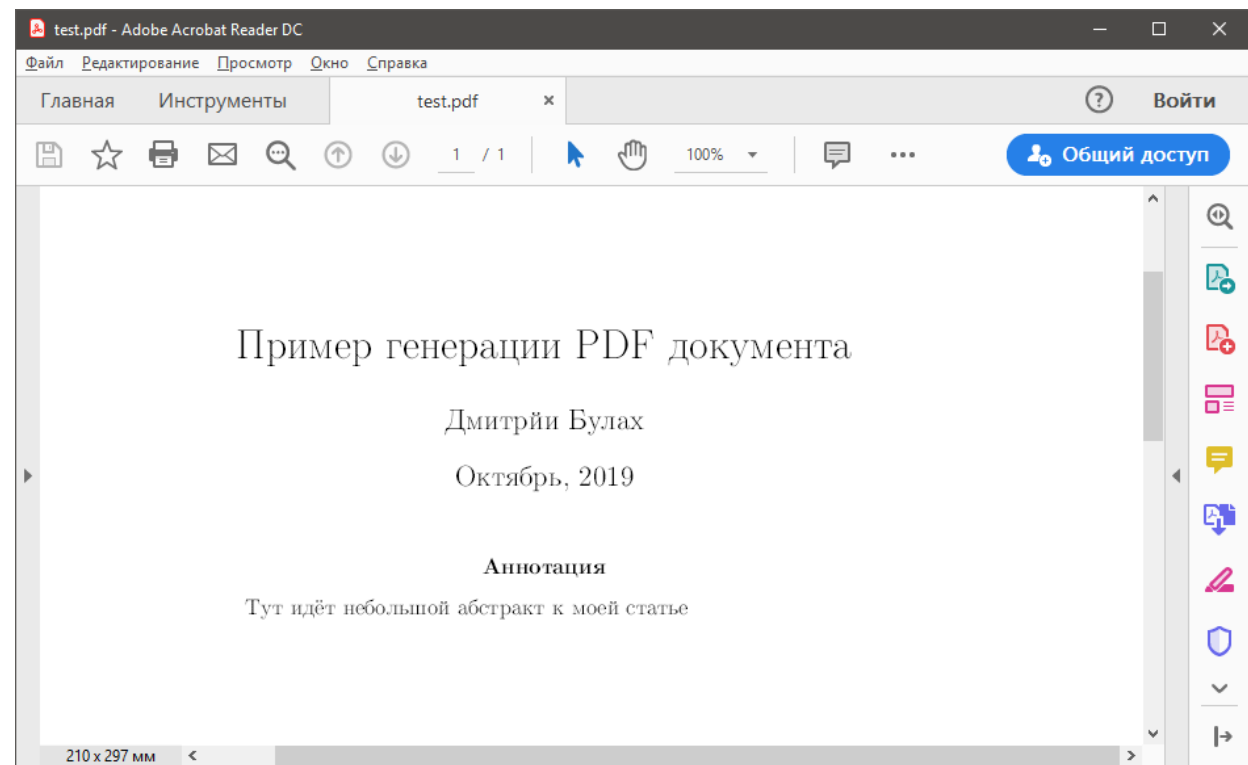 test.pdf - Adobe Acrobat Reader DC
Файл Редактирование Просмотр Окно Справка
Главная Инструменты test.pdf Войти
1 / 1 100% Общий доступ
Пример генерации PDF документа
Дмитрйи Булах
Октябрь, 2019
Аннотация
Тут идёт небольшой абстракт к моей статье
210 x 297 мм